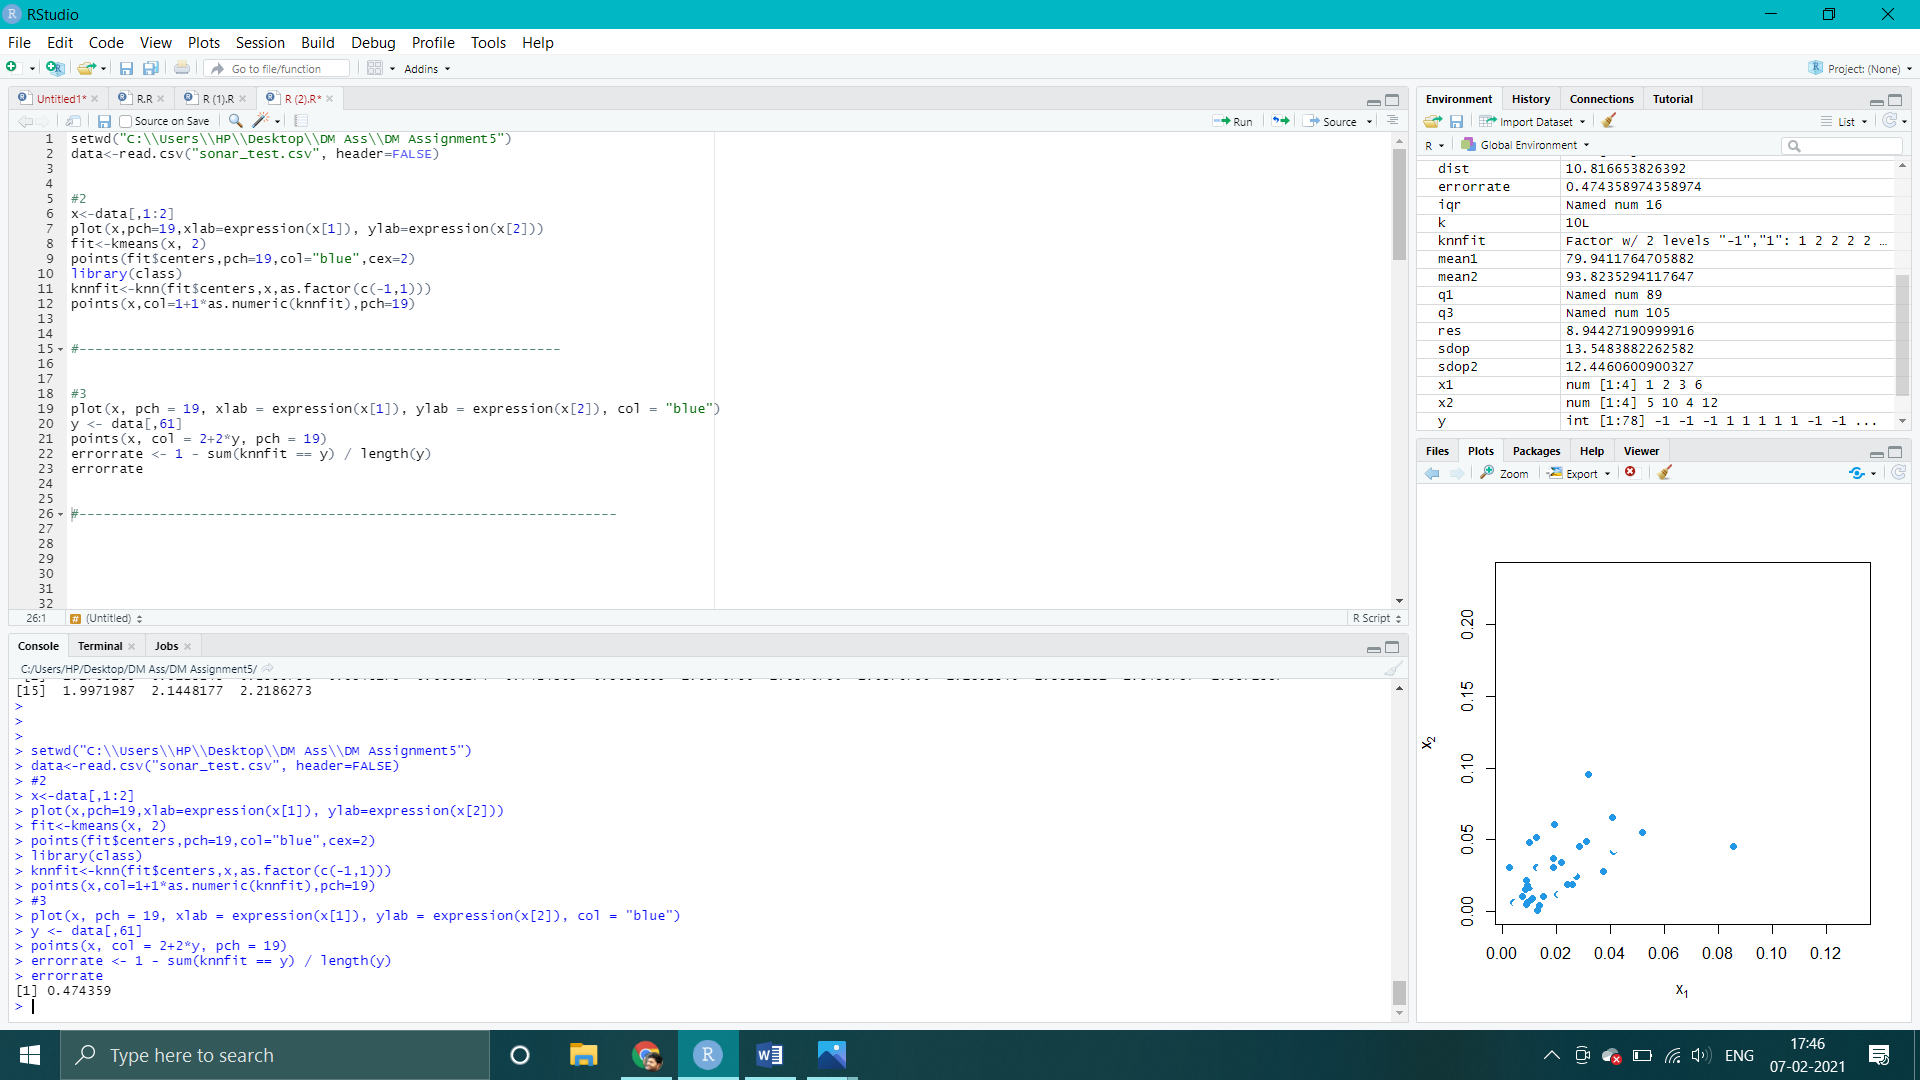 RStudio
File Edit Code View Plots Session Build Debug Profile Tools Help
Go to file/function Addins Project: (None)
Untitled1* R.R R (1).R R (2).R*
Source on Save Run Source
1 setwd("C:\\Users\\HP\\Desktop\\DM Ass\\DM Assignment5")
2 data<-read.csv("sonar_test.csv", header=FALSE)
3
4
5 #2
6 x<-data[,1:2]
7 plot(x,pch=19,xlab=expression(x[1]), ylab=expression(x[2]))
8 fit<-kmeans(x, 2)
9 points(fit$centers,pch=19,col="blue",cex=2)
10 library(class)
11 knnfit<-knn(fit$centers,x,as.factor(c(-1,1)))
12 points(x,col=1+1*as.numeric(knnfit),pch=19)
13
14
15 #------------------------------------------------------------
16
17
18 #3
19 plot(x, pch = 19, xlab = expression(x[1]), ylab = expression(x[2]), col = "blue")
20 y <- data[,61]
21 points(x, col = 2+2*y, pch = 19)
22 errorrate <- 1 - sum(knnfit == y) / length(y)
23 errorrate
24
25
26 #-------------------------------------------------------------------
27
28
29
30
31
32
26:1 (Untitled) R Script
Console Terminal Jobs
C:/Users/HP/Desktop/DM Ass/DM Assignment5/
[15] 1.9971987 2.1448177 2.2186273
>
>
>
> setwd("C:\\Users\\HP\\Desktop\\DM Ass\\DM Assignment5")
> data<-read.csv("sonar_test.csv", header=FALSE)
> #2
> x<-data[,1:2]
> plot(x,pch=19,xlab=expression(x[1]), ylab=expression(x[2]))
> fit<-kmeans(x, 2)
> points(fit$centers,pch=19,col="blue",cex=2)
> library(class)
> knnfit<-knn(fit$centers,x,as.factor(c(-1,1)))
> points(x,col=1+1*as.numeric(knnfit),pch=19)
> #3
> plot(x, pch = 19, xlab = expression(x[1]), ylab = expression(x[2]), col = "blue")
> y <- data[,61]
> points(x, col = 2+2*y, pch = 19)
> errorrate <- 1 - sum(knnfit == y) / length(y)
> errorrate
[1] 0.474359
>
Environment History Connections Tutorial
Import Dataset List
R Global Environment
dist 10.816653826392
errorrate 0.474358974358974
iqr Named num 16
k 10L
knnfit Factor w/ 2 levels "-1","1": 1 2 2 2 2 …
mean1 79.9411764705882
mean2 93.8235294117647
q1 Named num 89
q3 Named num 105
res 8.94427190999916
sdop 13.5483882262582
sdop2 12.4460600900327
x1 num [1:4] 1 2 3 6
x2 num [1:4] 5 10 4 12
y int [1:78] -1 -1 -1 1 1 1 1 1 -1 -1 ...
Files Plots Packages Help Viewer
Zoom Export
0.20
0.15
0.10
0.05
0.00
x2
0.00 0.02 0.04 0.06 0.08 0.10 0.12
x1
Type here to search
ENG
17:46
07-02-2021